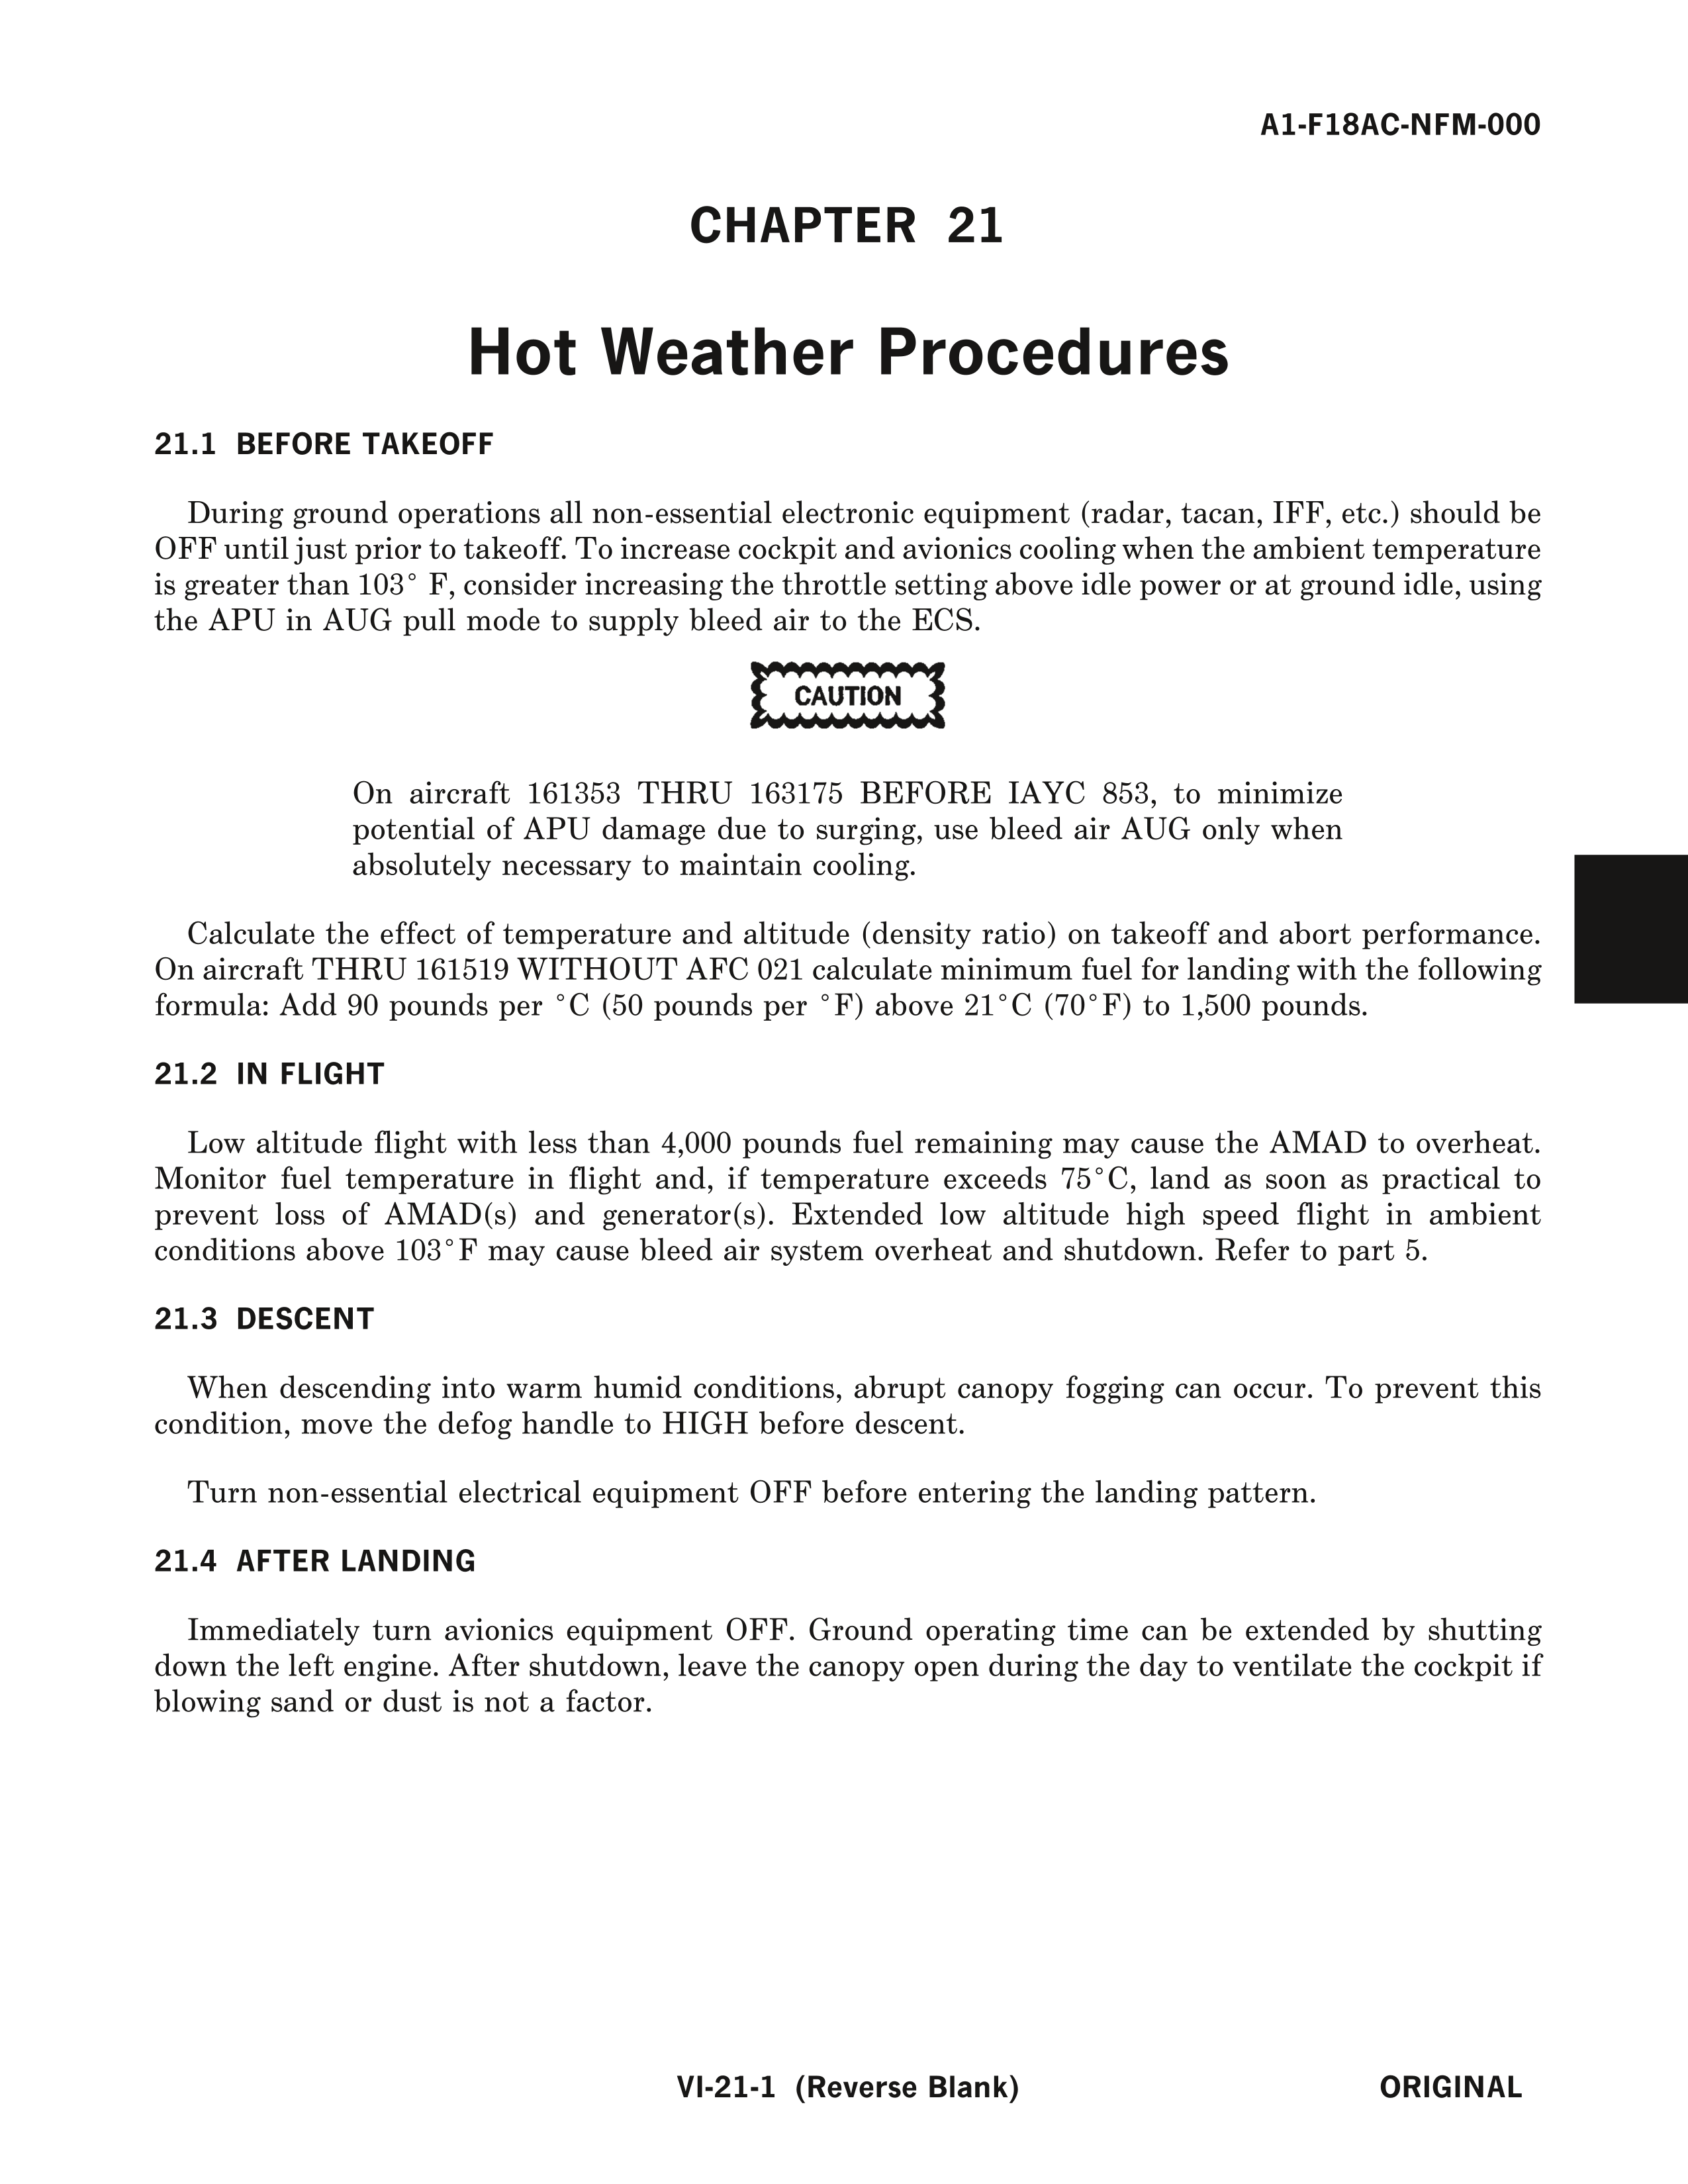 A1-F18AC-NFM-000
CHAPTER 21
Hot Weather Procedures
21.1 BEFORE TAKEOFF
During ground operations all non-essential electronic equipment (radar, tacan, IFF, etc.) should be
OFF until just prior to takeoff. To increase cockpit and avionics cooling when the ambient temperature
is greater than 103° F, consider increasing the throttle setting above idle power or at ground idle, using
the APU in AUG pull mode to supply bleed air to the ECS.
CAUTION
On aircraft 161353 THRU 163175 BEFORE IAYC 853, to minimize
potential of APU damage due to surging, use bleed air AUG only when
absolutely necessary to maintain cooling.
Calculate the effect of temperature and altitude (density ratio) on takeoff and abort performance.
On aircraft THRU 161519 WITHOUT AFC 021 calculate minimum fuel for landing with the following
formula: Add 90 pounds per °C (50 pounds per °F) above 21°C (70°F) to 1,500 pounds.
21.2 IN FLIGHT
Low altitude flight with less than 4,000 pounds fuel remaining may cause the AMAD to overheat.
Monitor fuel temperature in flight and, if temperature exceeds 75°C, land as soon as practical to
prevent loss of AMAD(s) and generator(s). Extended low altitude high speed flight in ambient
conditions above 103°F may cause bleed air system overheat and shutdown. Refer to part 5.
21.3 DESCENT
When descending into warm humid conditions, abrupt canopy fogging can occur. To prevent this
condition, move the defog handle to HIGH before descent.
Turn non-essential electrical equipment OFF before entering the landing pattern.
21.4 AFTER LANDING
Immediately turn avionics equipment OFF. Ground operating time can be extended by shutting
down the left engine. After shutdown, leave the canopy open during the day to ventilate the cockpit if
blowing sand or dust is not a factor.
VI-21-1 (Reverse Blank)
ORIGINAL